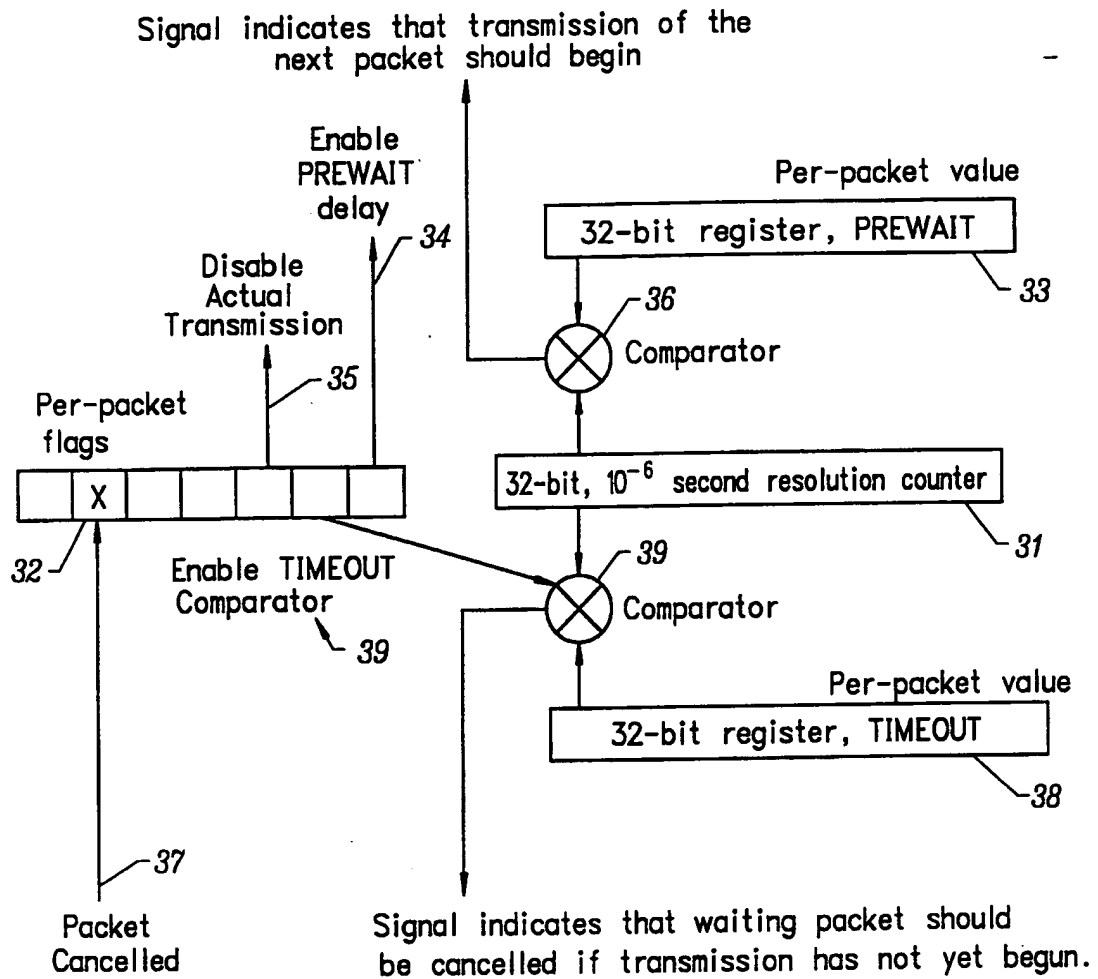 Signal indicates that transmission of the
next packet should begin
Enable
PREWAIT
delay
34
Per-packet value
32-bit register, PREWAIT
33
Disable
Actual
Transmission
35
36
Comparator
Per-packet
flags
X
32
32-bit, 10⁻⁶ second resolution counter
31
Enable TIMEOUT
Comparator
39
39
Comparator
Per-packet value
32-bit register, TIMEOUT
38
37
Packet
Cancelled
Signal indicates that waiting packet should
be cancelled if transmission has not yet begun.